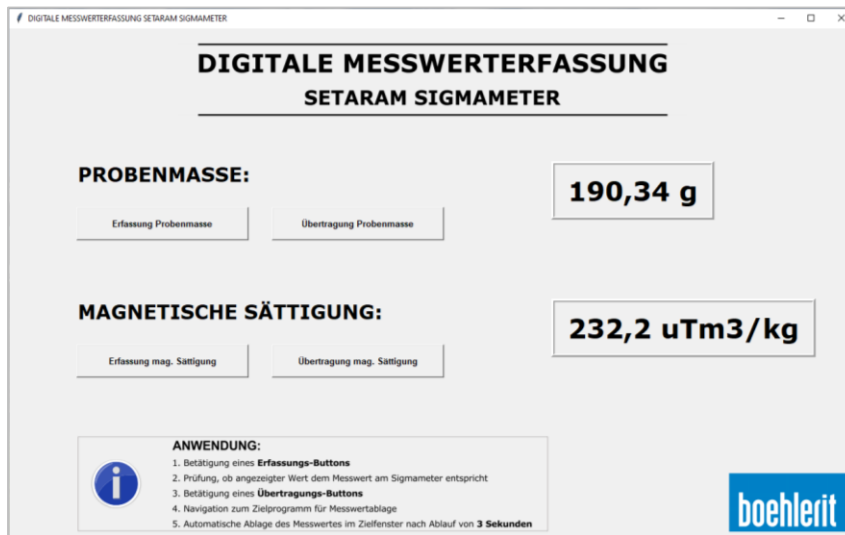 DIGITALE MESSWERTERFASSUNG SETARAM SIGMAMETER
DIGITALE MESSWERTERFASSUNG
SETARAM SIGMAMETER
PROBENMASSE:
190,34 g
Erfassung Probenmasse
Übertragung Probenmasse
MAGNETISCHE SÄTTIGUNG:
232,2 uTm3/kg
Erfassung mag. Sättigung
Übertragung mag. Sättigung
ANWENDUNG:
1. Betätigung eines Erfassungs-Buttons
2. Prüfung, ob angezeigter Wert dem Messwert am Sigmameter entspricht
3. Betätigung eines Übertragungs-Buttons
4. Navigation zum Zielprogramm für Messwertablage
5. Automatische Ablage des Messwertes im Zielfenster nach Ablauf von 3 Sekunden
boehlerit